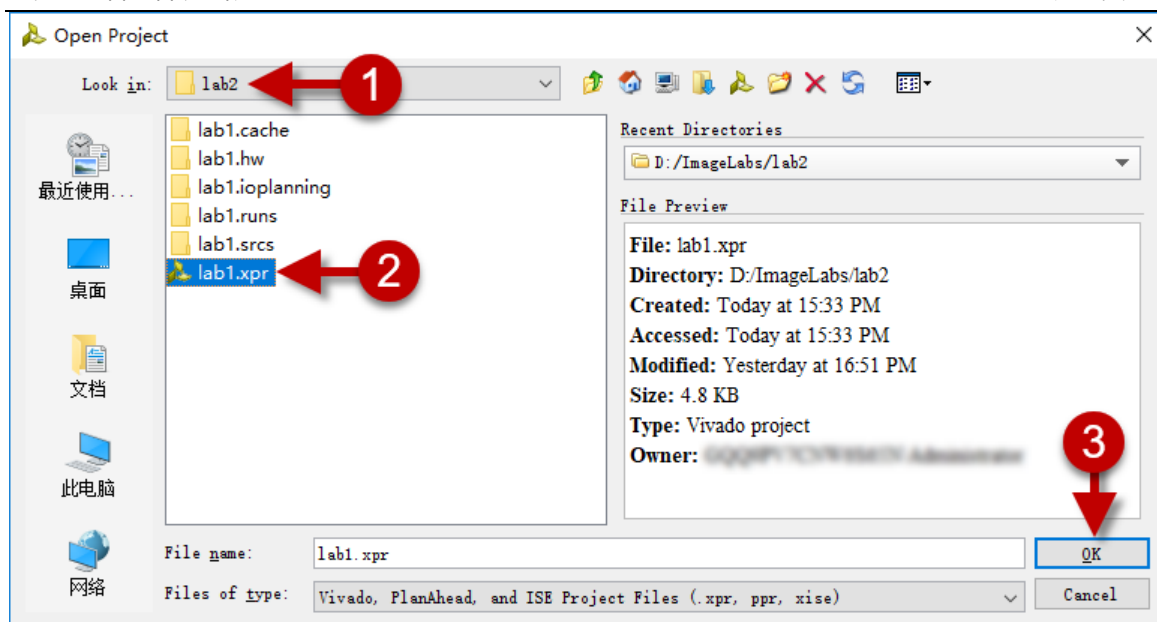 Open Project
Look in:
lab2
1
lab1.cache
lab1.hw
lab1.ioplanning
lab1.runs
lab1.srcs
lab1.xpr
2
最近使用...
桌面
文档
此电脑
网络
Recent Directories
D:/ImageLabs/lab2
File Preview
File: lab1.xpr
Directory: D:/ImageLabs/lab2
Created: Today at 15:33 PM
Accessed: Today at 15:33 PM
Modified: Yesterday at 16:51 PM
Size: 4.8 KB
Type: Vivado project
Owner:
3
File name:
lab1.xpr
OK
Files of type:
Vivado, PlanAhead, and ISE Project Files (.xpr, ppr, xise)
Cancel